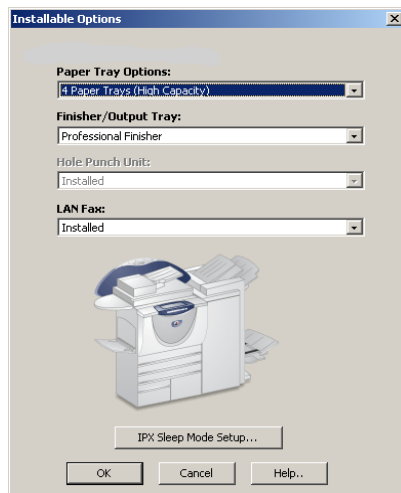 Installable Options
Paper Tray Options:
4 Paper Trays (High Capacity)
Finisher/Output Tray:
Professional Finisher
Hole Punch Unit:
Installed
LAN Fax:
Installed
IPX Sleep Mode Setup...
OK Cancel Help..